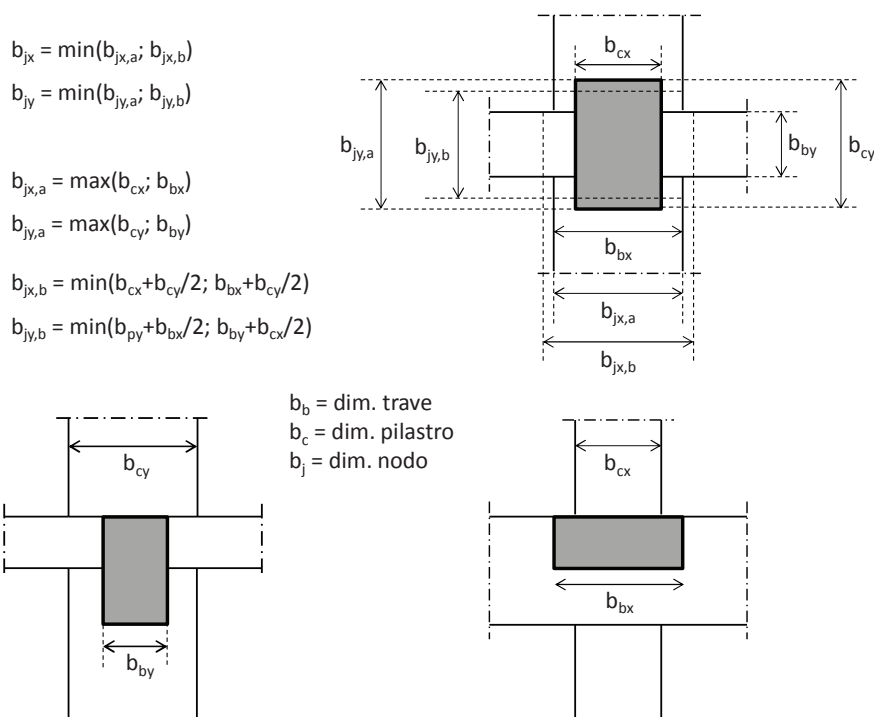 b_jx = min(b_jx,a; b_jx,b)
b_jy = min(b_jy,a; b_jy,b)
b_jx,a = max(b_cx; b_bx)
b_jy,a = max(b_cy; b_by)
b_jx,b = min(b_cx+b_cy/2; b_bx+b_cy/2)
b_jy,b = min(b_py+b_bx/2; b_by+b_cx/2)
b_cx
b_jy,a
b_jy,b
b_by
b_cy
b_bx
b_jx,a
b_jx,b
b_b = dim. trave
b_c = dim. pilastro
b_j = dim. nodo
b_cy
b_by
b_cx
b_bx